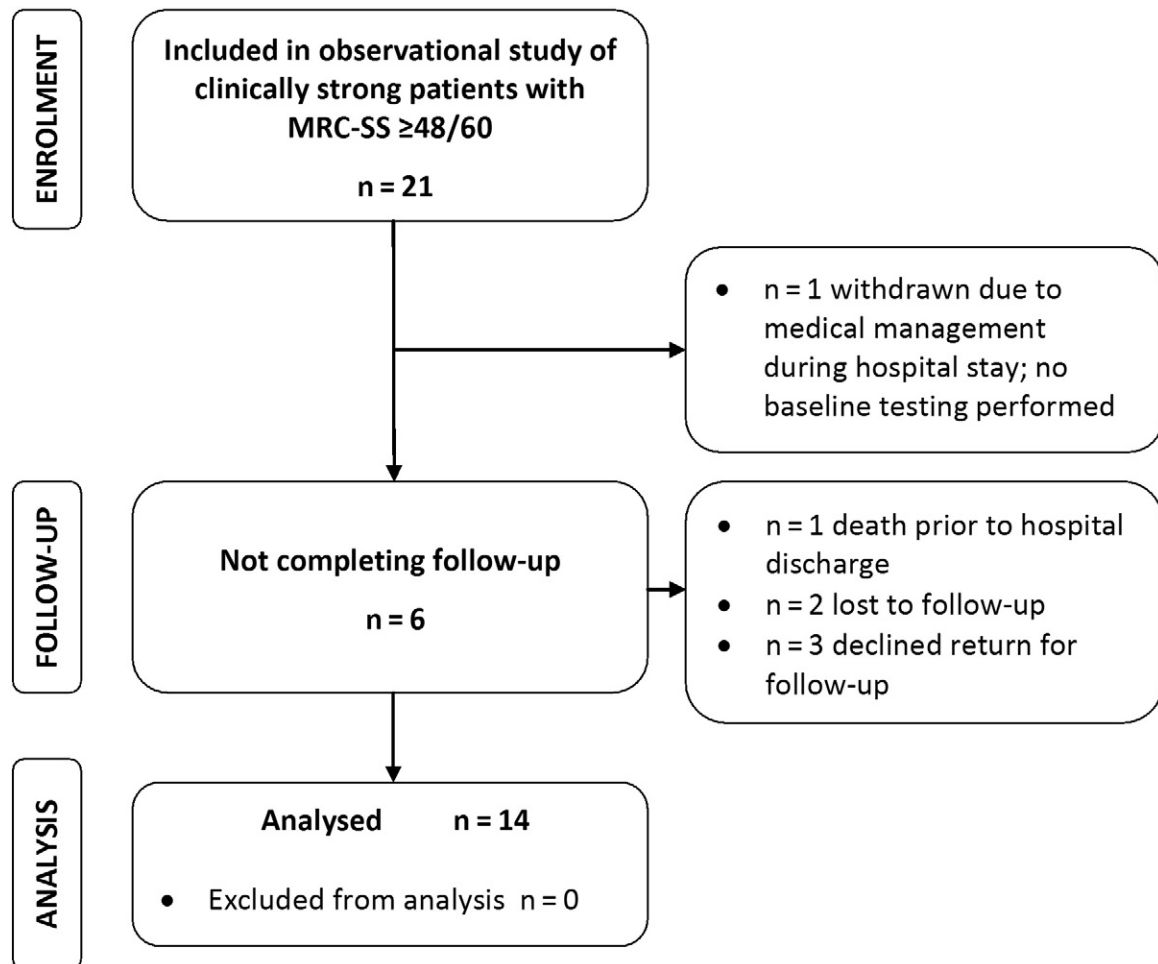 ENROLMENT
Included in observational study of
clinically strong patients with
MRC-SS ≥48/60
n = 21
• n = 1 withdrawn due to
medical management
during hospital stay; no
baseline testing performed
FOLLOW-UP
Not completing follow-up
n = 6
• n = 1 death prior to hospital
discharge
• n = 2 lost to follow-up
• n = 3 declined return for
follow-up
ANALYSIS
Analysed n = 14
• Excluded from analysis n = 0